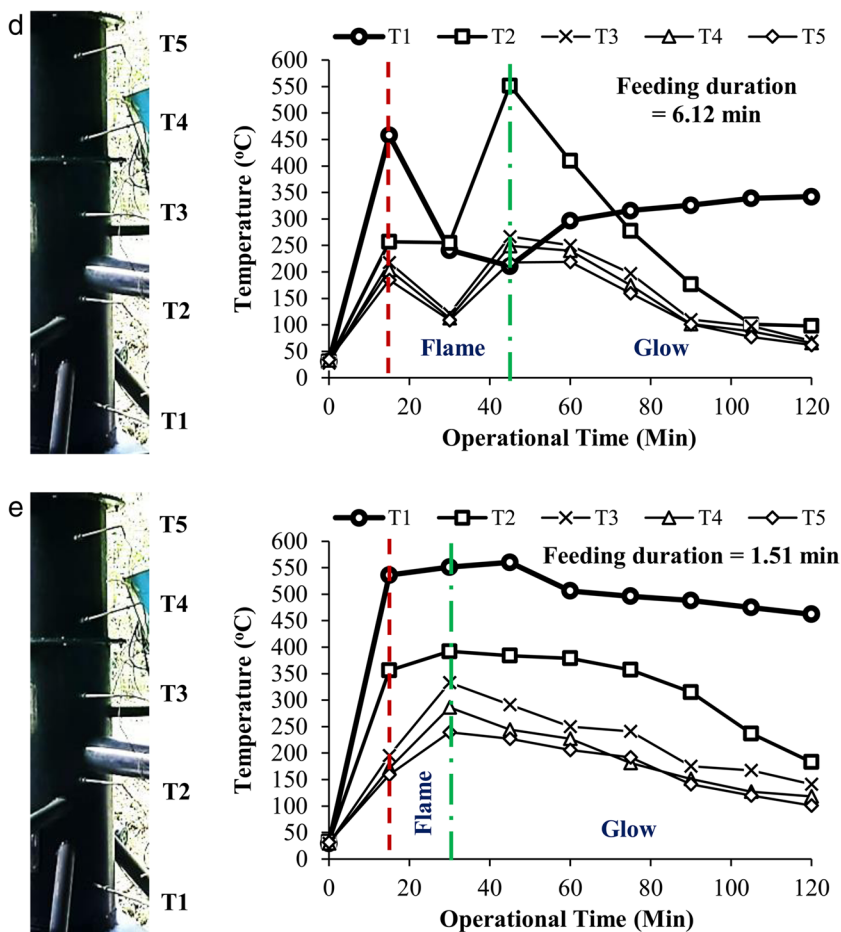 d
T5
T4
T3
T2
T1
T1 T2 T3 T4 T5
Feeding duration
= 6.12 min
Temperature (ºC)
600
550
500
450
400
350
300
250
200
150
100
50
0
Flame Glow
0 20 40 60 80 100 120
Operational Time (Min)
e
T5
T4
T3
T2
T1
T1 T2 T3 T4 T5
Feeding duration = 1.51 min
Temperature (ºC)
600
550
500
450
400
350
300
250
200
150
100
50
0
Flame
Glow
0 20 40 60 80 100 120
Operational Time (Min)